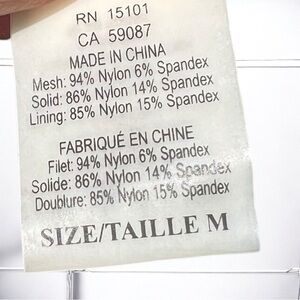 RN 15101
CA 59087
MADE IN CHINA
Mesh: 94% Nylon 6% Spandex
Solid: 86% Nylon 14% Spandex
Lining: 85% Nylon 15% Spandex
FABRIQUÉ EN CHINE
Filet: 94% Nylon 6% Spandex
Solide: 86% Nylon 14% Spandex
Doublure: 85% Nylon 15% Spandex
SIZE/TAILLE M